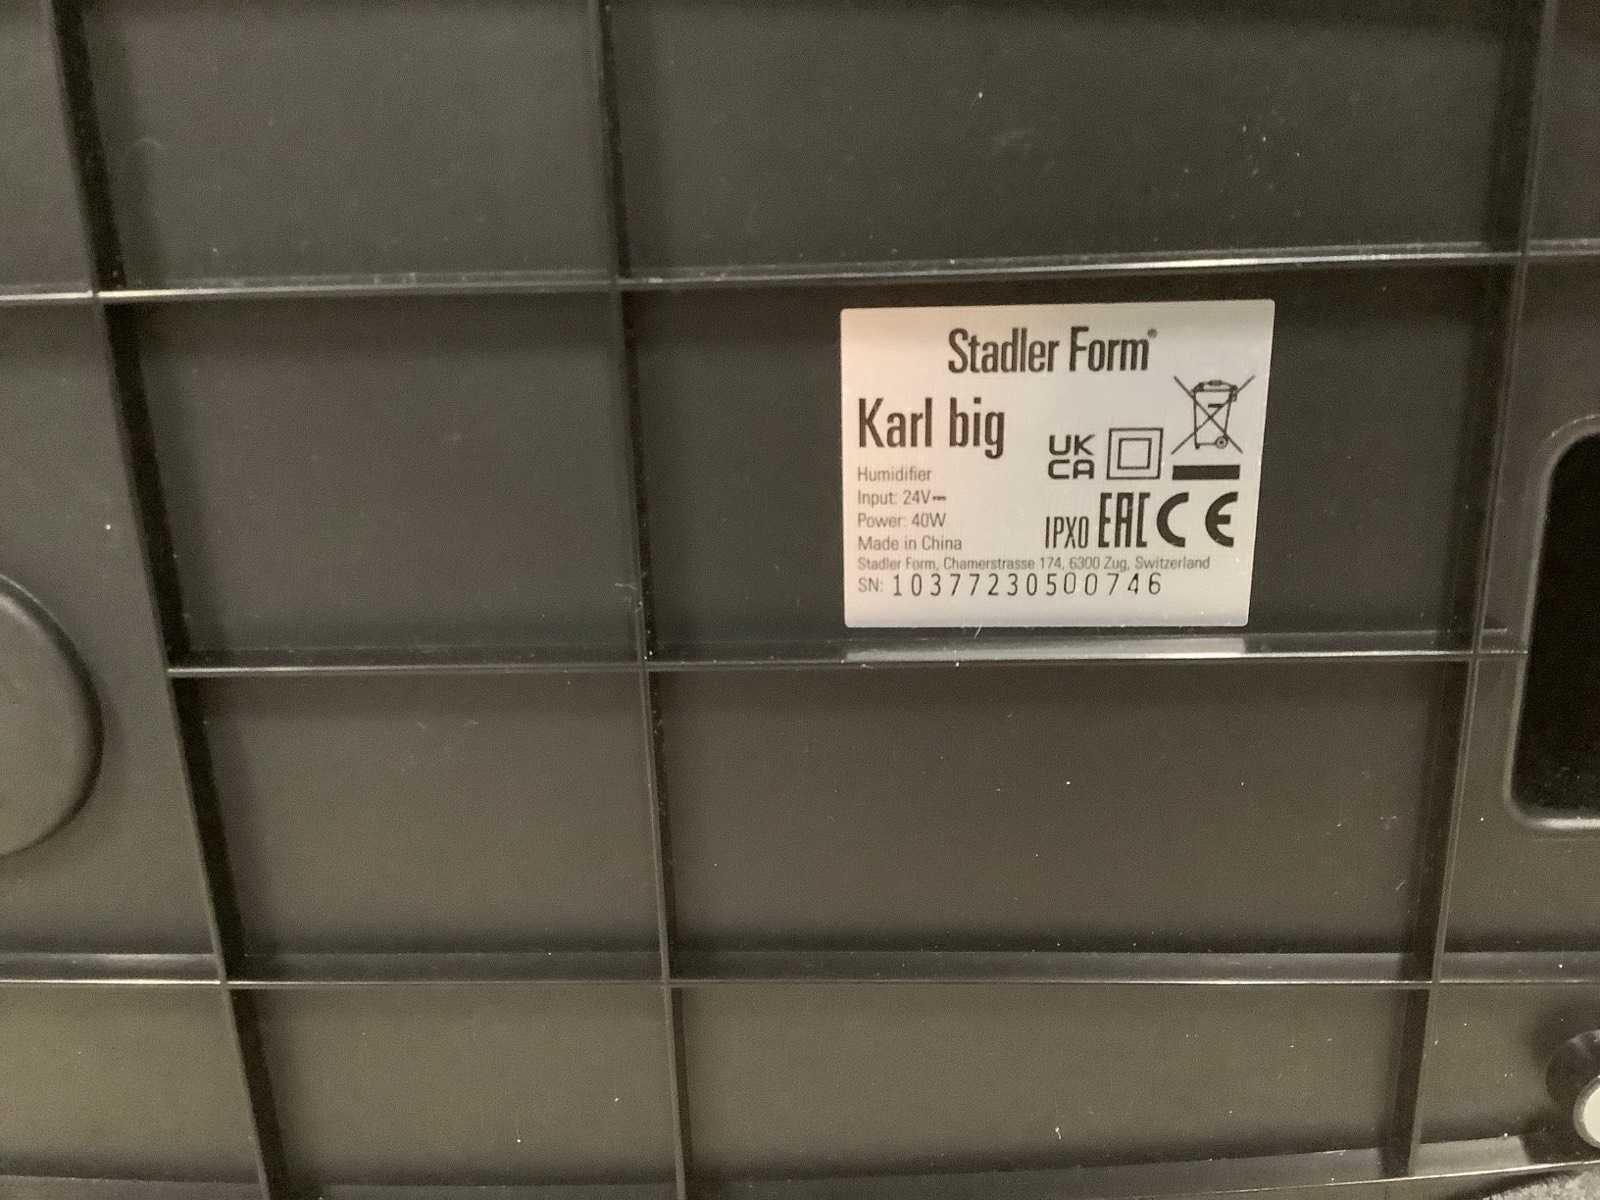 Stadler Form®
Karl big
Humidifier
Input: 24V⎓
Power: 40W
Made in China
UK
CA
IPX0 EAC CE
Stadler Form, Chamerstrasse 174, 6300 Zug, Switzerland
SN: 10377230500746